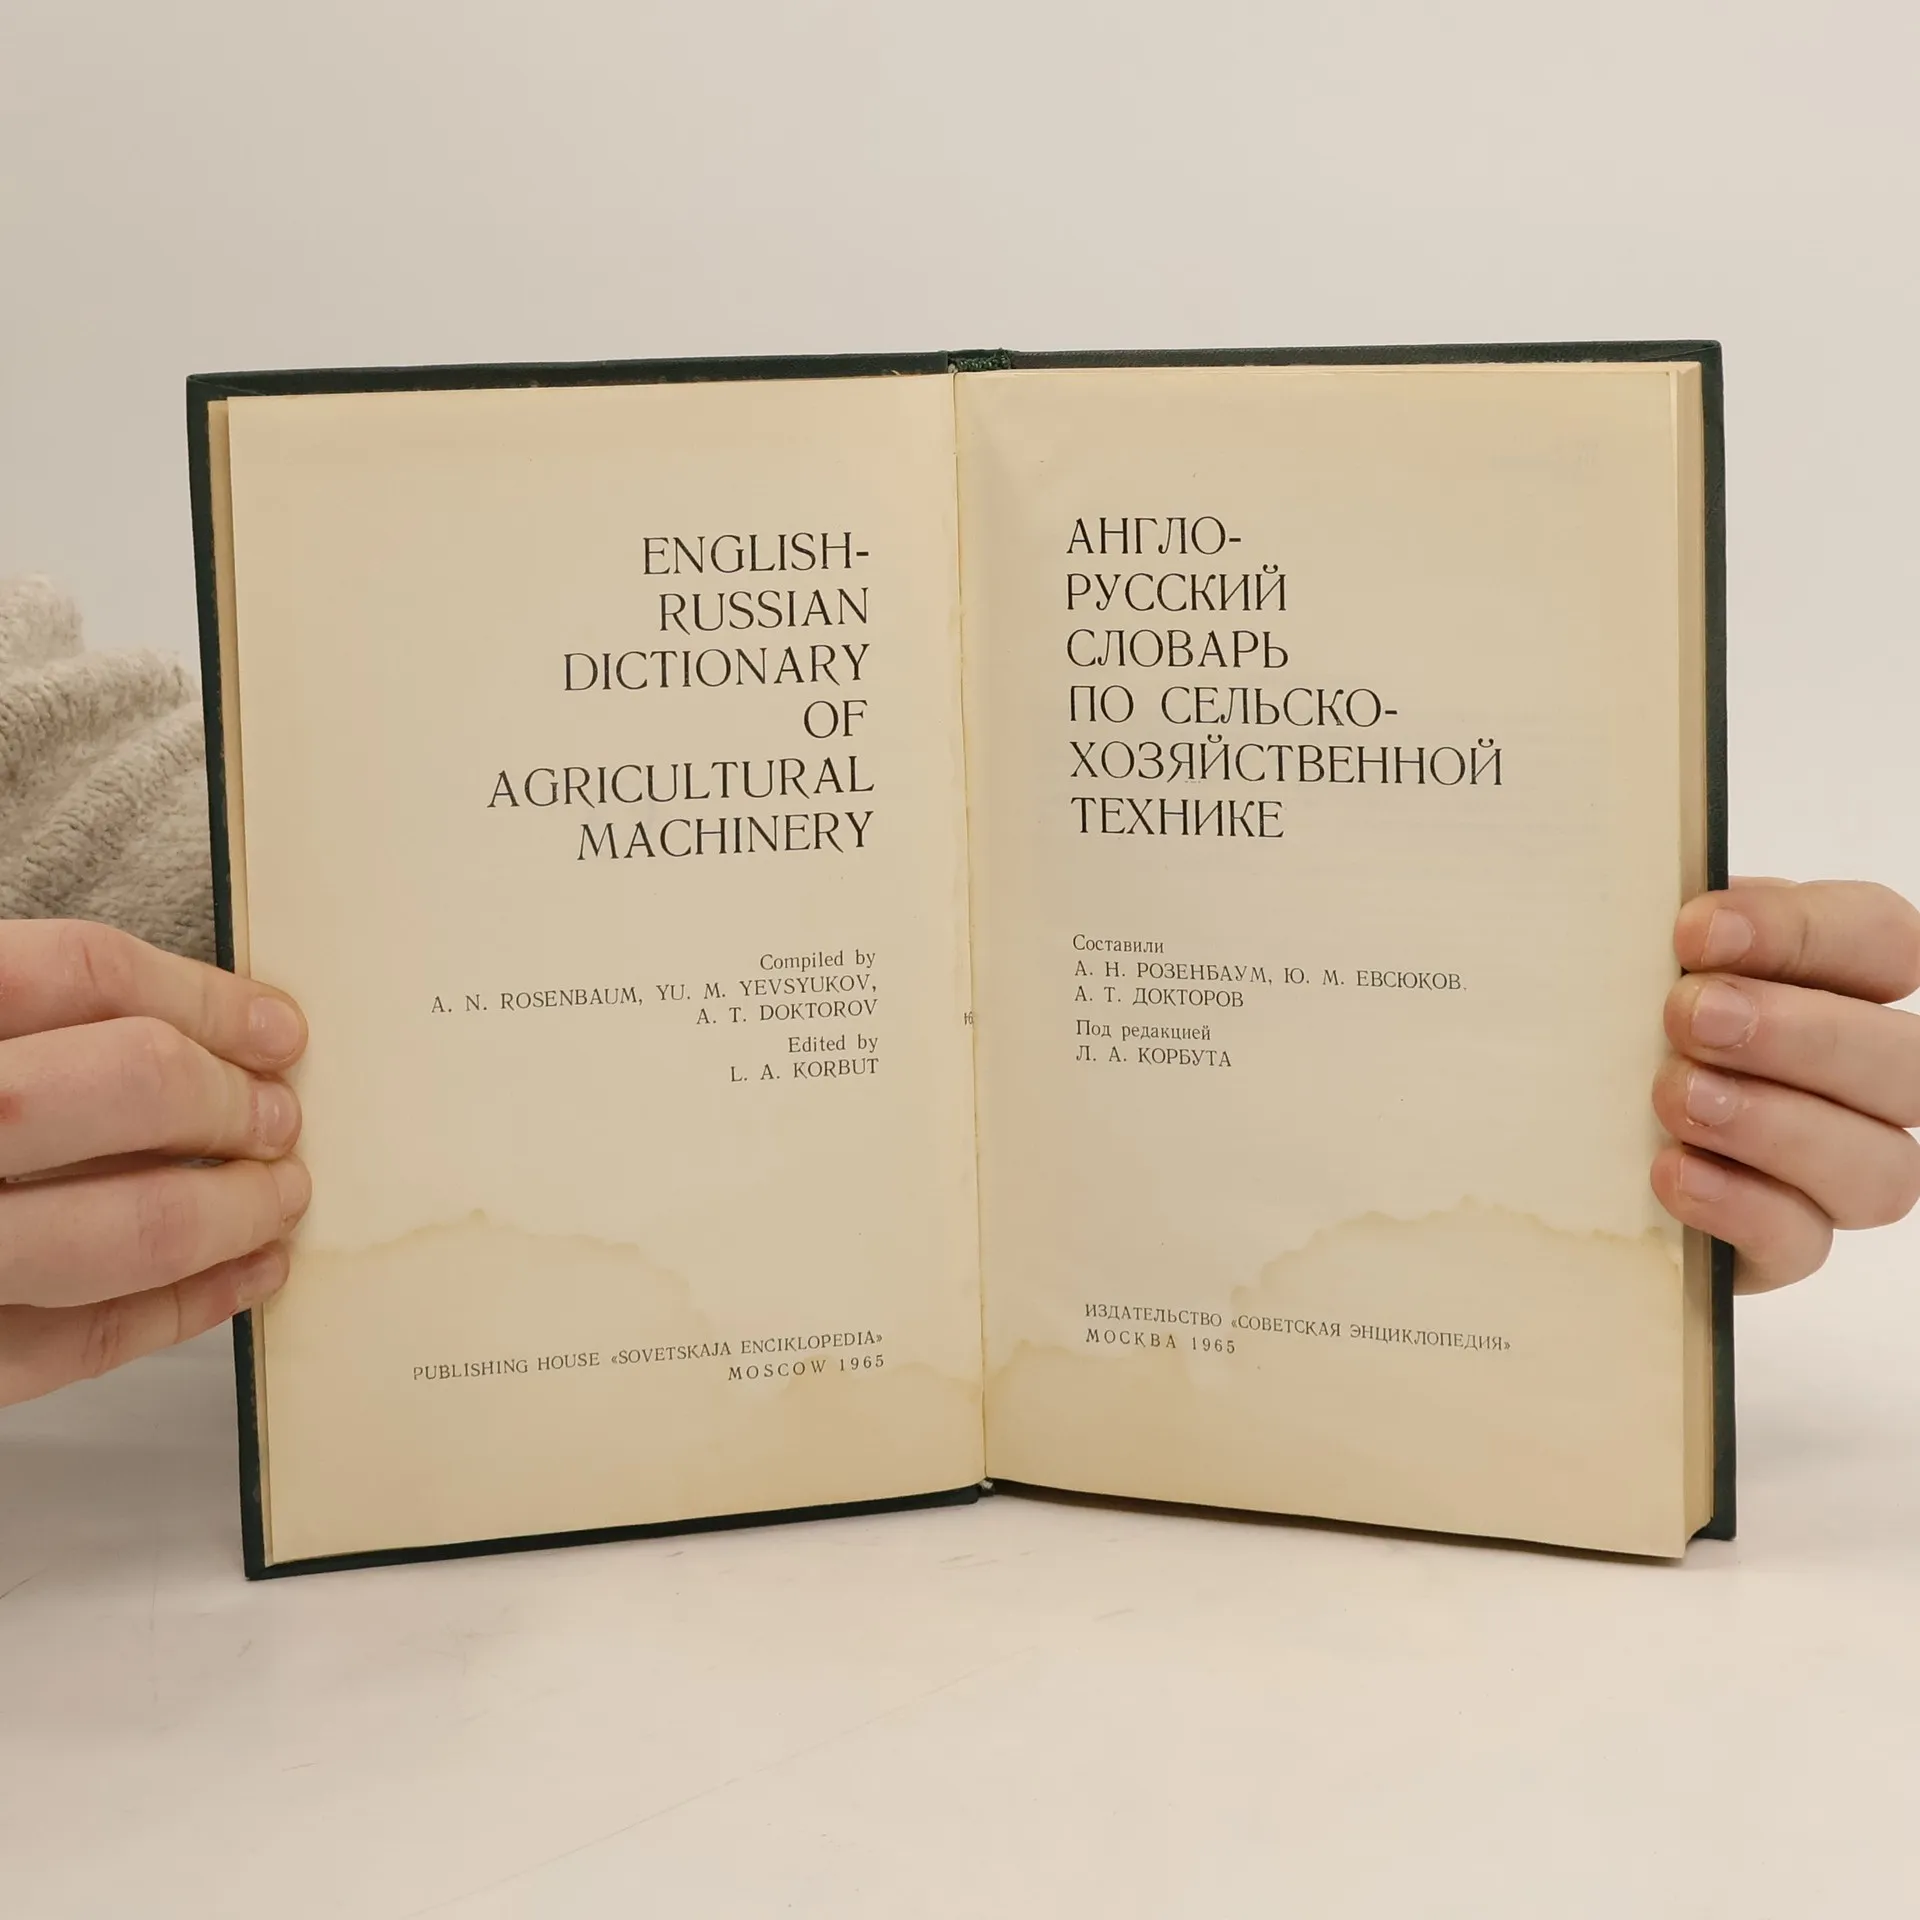 ENGLISH-
RUSSIAN
DICTIONARY
OF
AGRICULTURAL
MACHINERY
Compiled by
A. N. ROSENBAUM, YU. M. YEVSYUKOV,
A. T. DOKTOROV
Edited by
L. A. KORBUT
PUBLISHING HOUSE «SOVETSKAJA ENCIKLOPEDIA»
MOSCOW 1965
АНГЛО-
РУССКИЙ
СЛОВАРЬ
ПО СЕЛЬСКО-
ХОЗЯЙСТВЕННОЙ
ТЕХНИКЕ
Составили
А. Н. РОЗЕНБАУМ, Ю. М. ЕВСЮКОВ,
А. Т. ДОКТОРОВ
Под редакцией
Л. А. КОРБУТА
ИЗДАТЕЛЬСТВО «СОВЕТСКАЯ ЭНЦИКЛОПЕДИЯ»
МОСКВА 1965